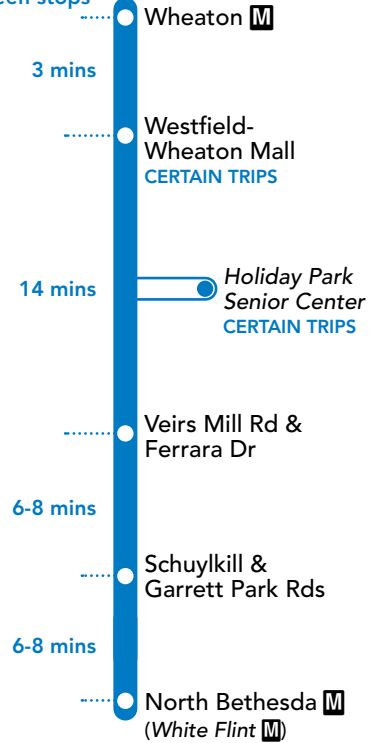 stops
Wheaton M
3 mins
Westfield-
Wheaton Mall
CERTAIN TRIPS
14 mins
Holiday Park
Senior Center
CERTAIN TRIPS
Veirs Mill Rd &
Ferrara Dr
6-8 mins
Schuylkill &
Garrett Park Rds
6-8 mins
North Bethesda M
(White Flint M)